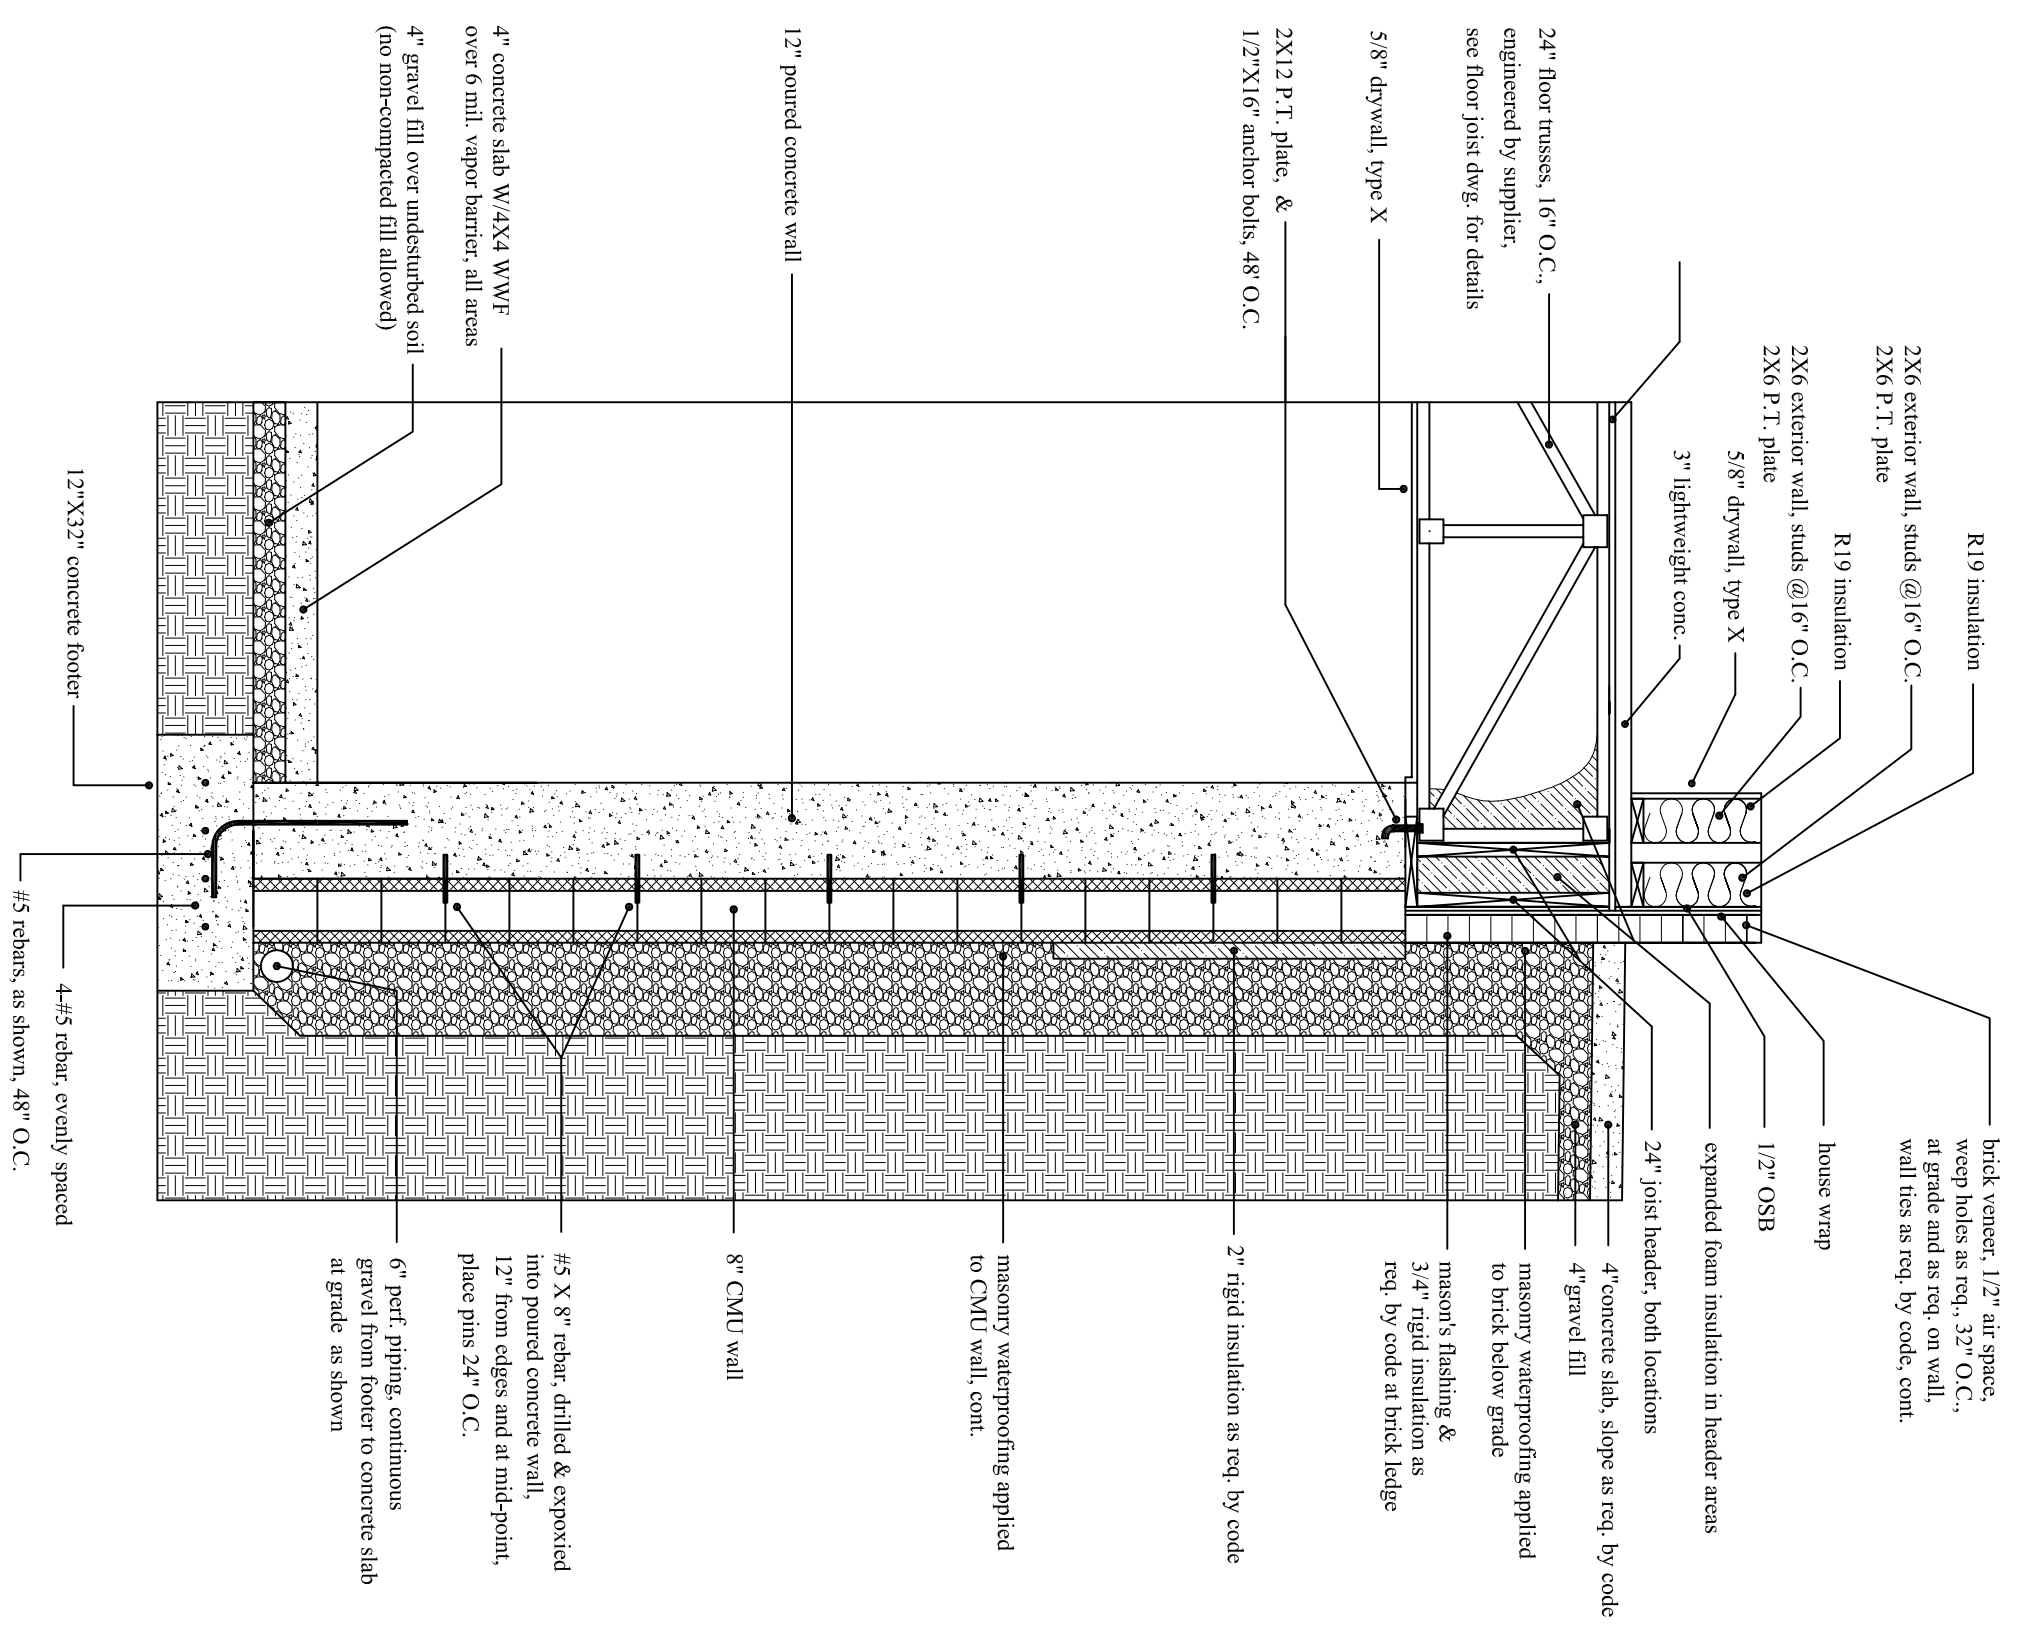 R19 insulation
2X6 exterior wall, studs @16" O.C.
2X6 P.T. plate
R19 insulation
2X6 exterior wall, studs @16" O.C.
2X6 P.T. plate
5/8" drywall, type X
3" lightweight conc.
24" floor trusses, 16" O.C.,
engineered by supplier,
see floor joist dwg. for details
5/8" drywall, type X
2X12 P.T. plate, &
1/2"X16" anchor bolts, 48' O.C.
12" poured concrete wall
4" concrete slab W/4X4 WWF
over 6 mil. vapor barrier, all areas
4" gravel fill over undesturbed soil
(no non-compacted fill allowed)
12"X32" concrete footer
brick veneer, 1/2" air space,
weep holes as req., 32" O.C.,
at grade and as req. on wall,
wall ties as req. by code, cont.
house wrap
1/2" OSB
expanded foam insulation in header areas
24" joist header, both locations
4"concrete slab, slope as req. by code
4"gravel fill
masonry waterproofing applied
to brick below grade
mason's flashing &
3/4" rigid insulation as
req. by code at brick ledge
2" rigid insulation as req. by code
masonry waterproofing applied
to CMU wall, cont.
8" CMU wall
#5 X 8" rebar, drilled & expoxied
into poured concrete wall,
12" from edges and at mid-point,
place pins 24" O.C.
6" perf. piping, continuous
gravel from footer to concrete slab
at grade as shown
4-#5 rebar, evenly spaced
#5 rebars, as shown, 48" O.C.